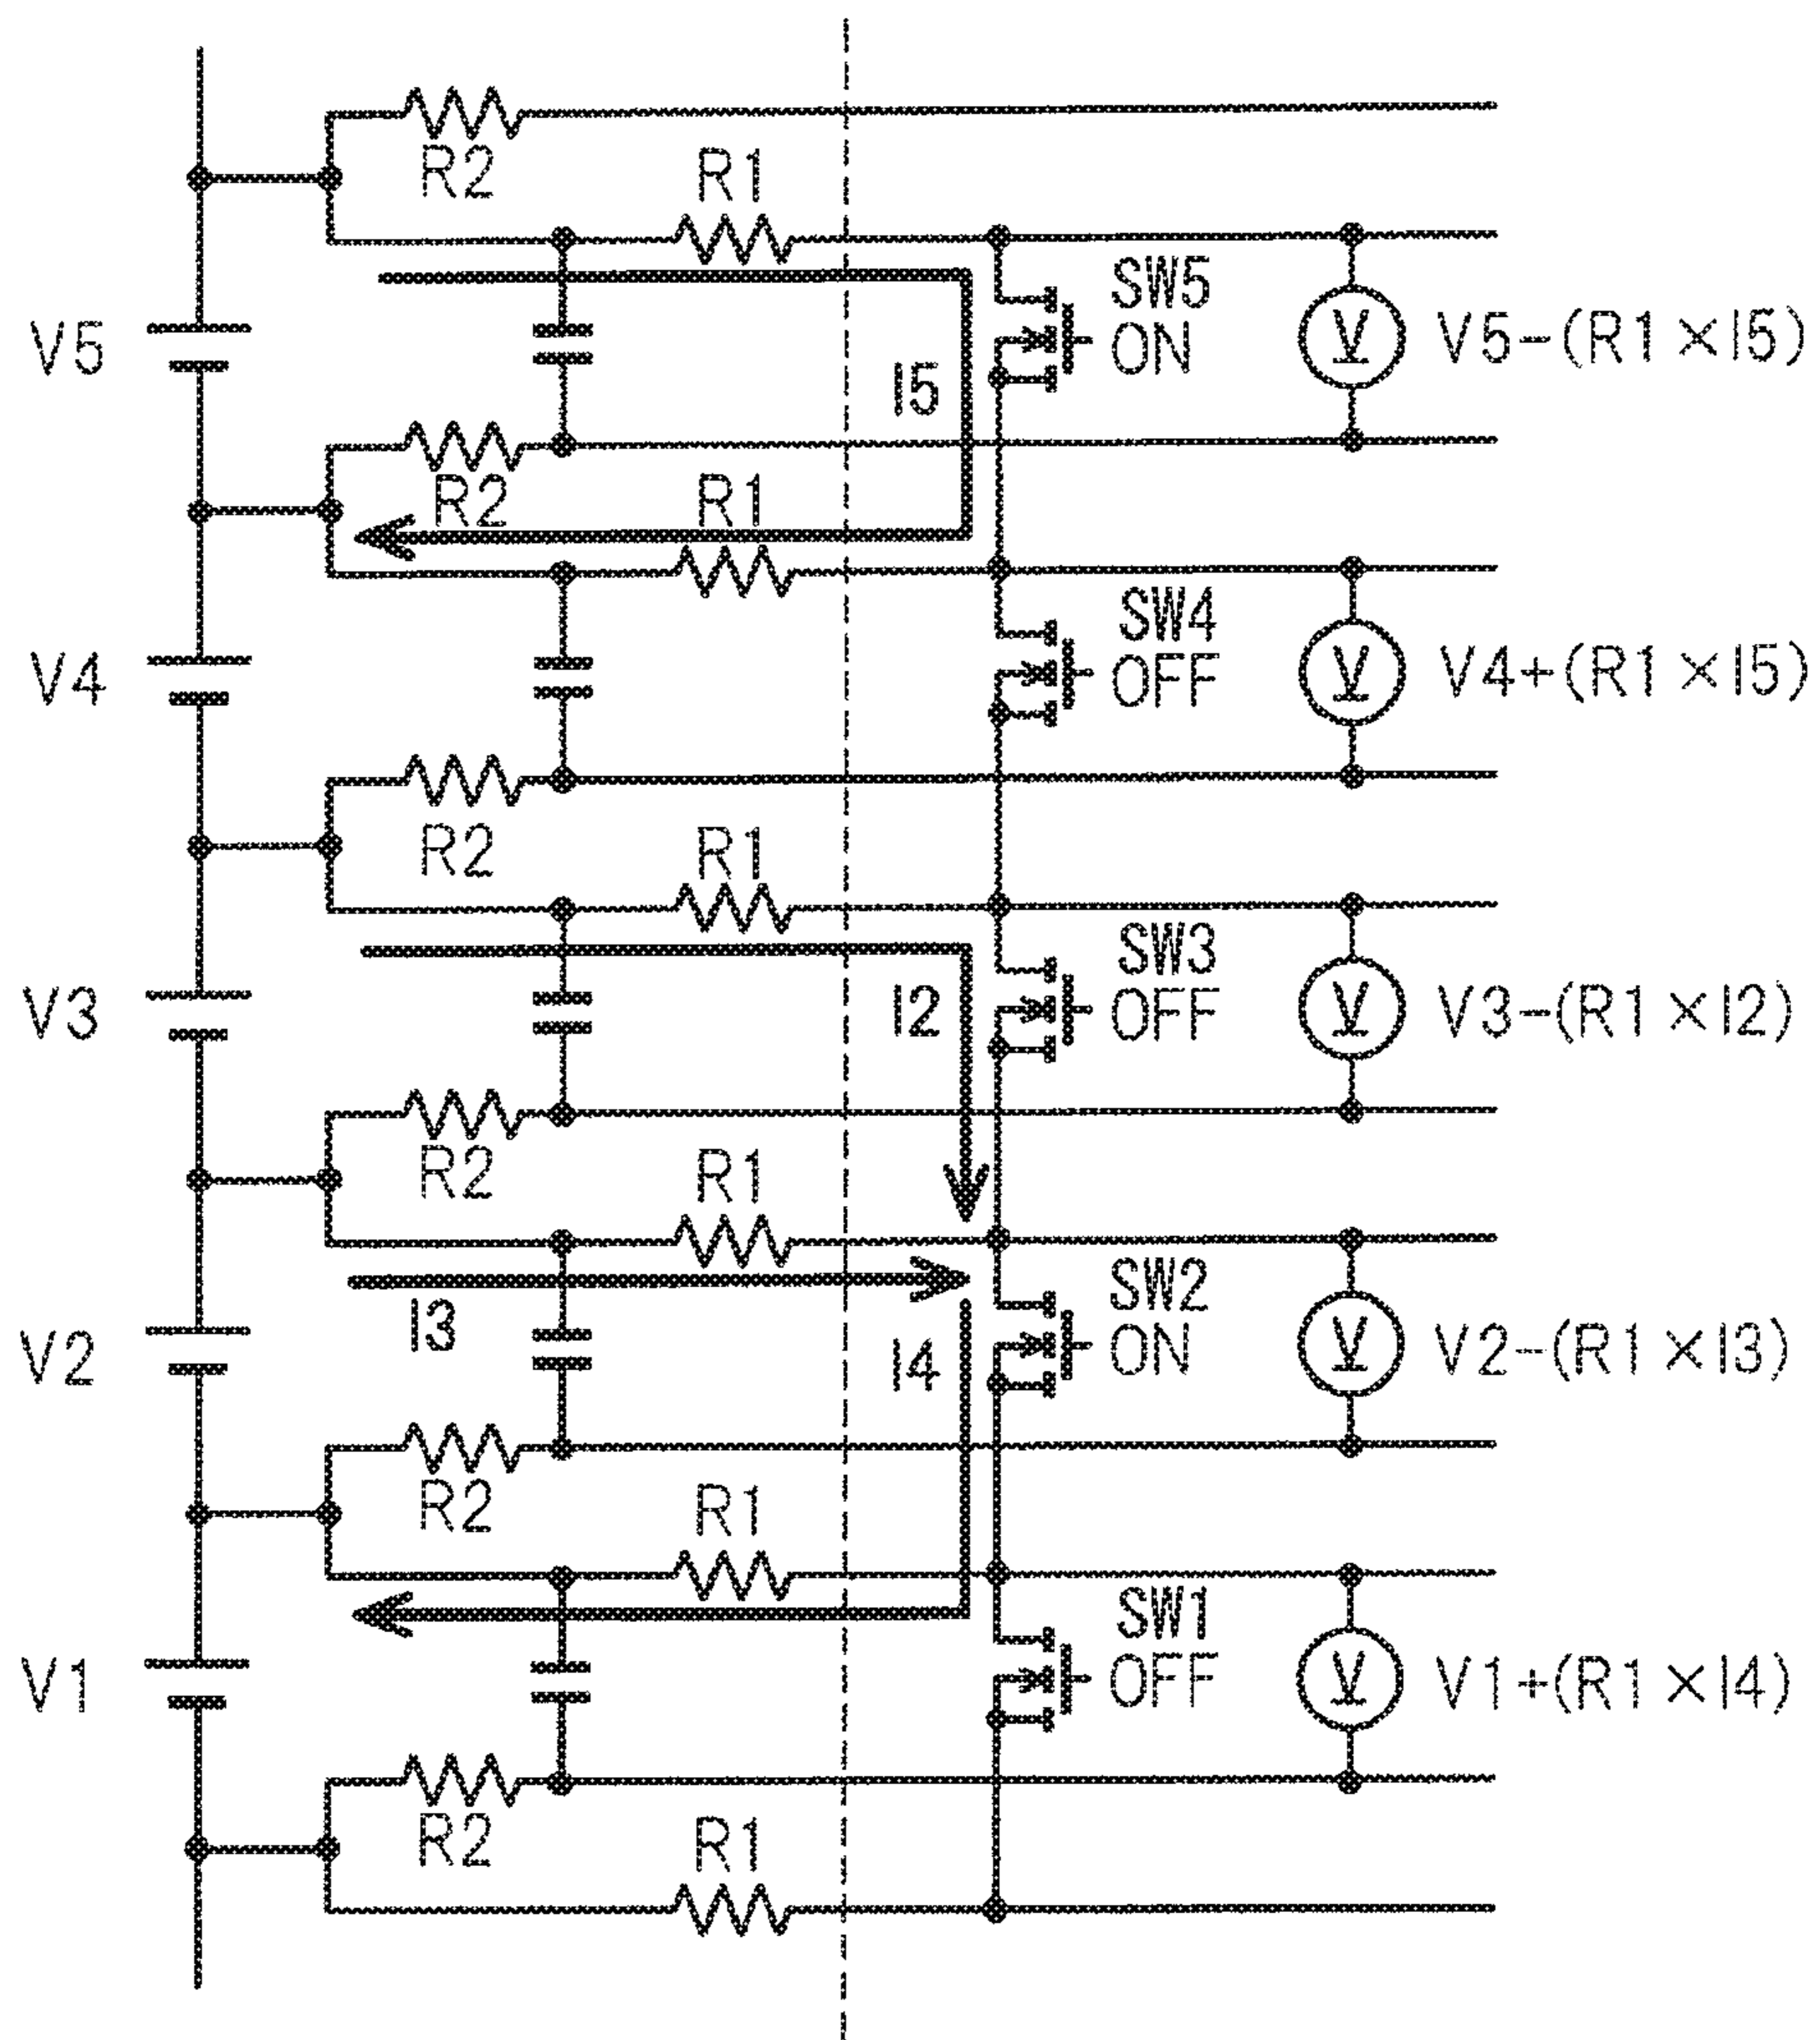 R2
R1
V5
I5
SW5
ON
V
V5-(R1×I5)
R2
R1
V4
SW4
OFF
V
V4+(R1×I5)
R2
R1
V3
I2
SW3
OFF
V
V3-(R1×I2)
R2
R1
V2
I3
I4
SW2
ON
V
V2-(R1×I3)
R2
R1
V1
SW1
OFF
V
V1+(R1×I4)
R2
R1